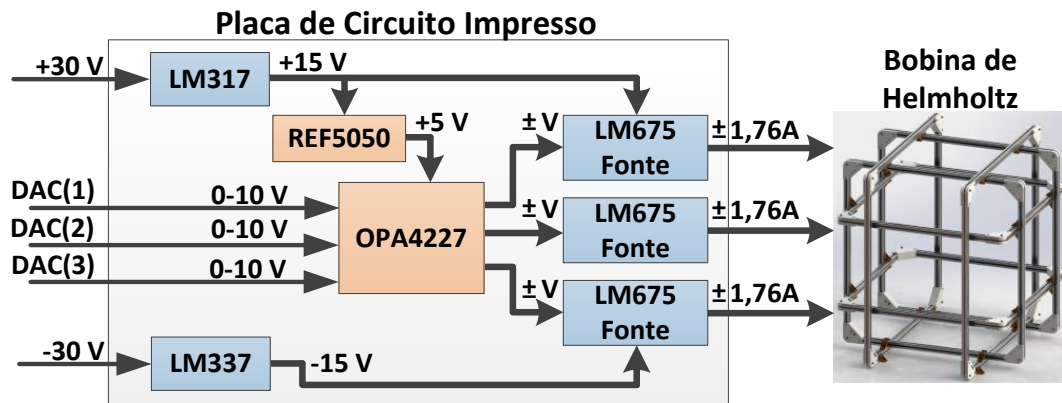 Placa de Circuito Impresso
+30 V
LM317
+15 V
Bobina de
Helmholtz
REF5050
+5 V
± V
LM675
Fonte
±1,76A
DAC(1)
0-10 V
DAC(2)
0-10 V
DAC(3)
0-10 V
OPA4227
±V
LM675
Fonte
±1,76A
± V
LM675
Fonte
±1,76A
-30 V
LM337
-15 V